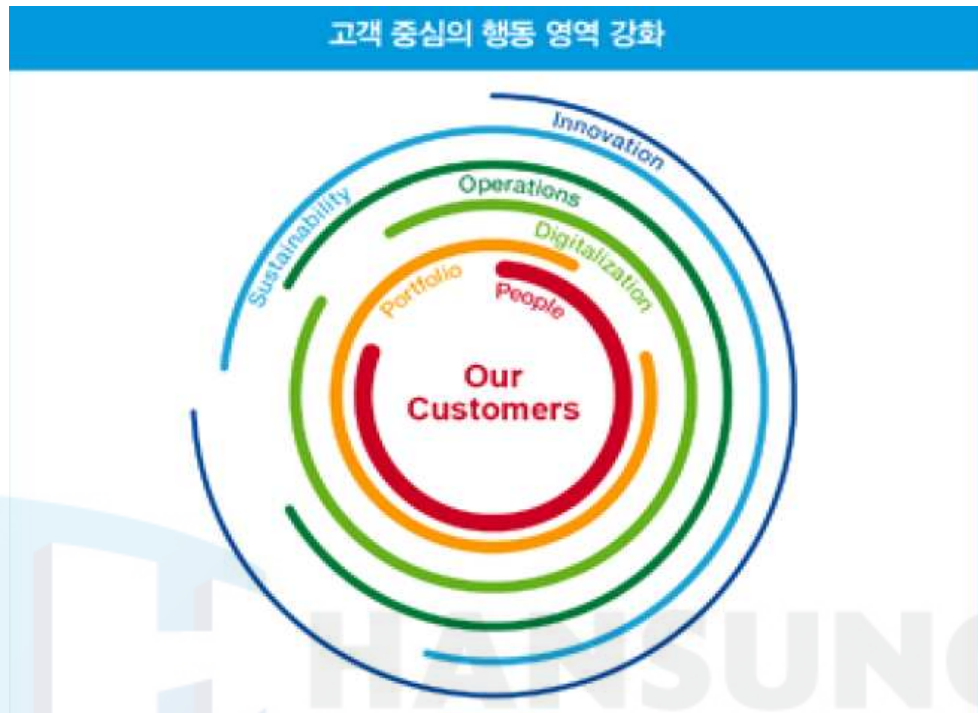 고객 중심의 행동 영역 강화
Innovation
Sustainability
Operations
Digitalization
Portfolio
People
Our
Customers
HANSUNG